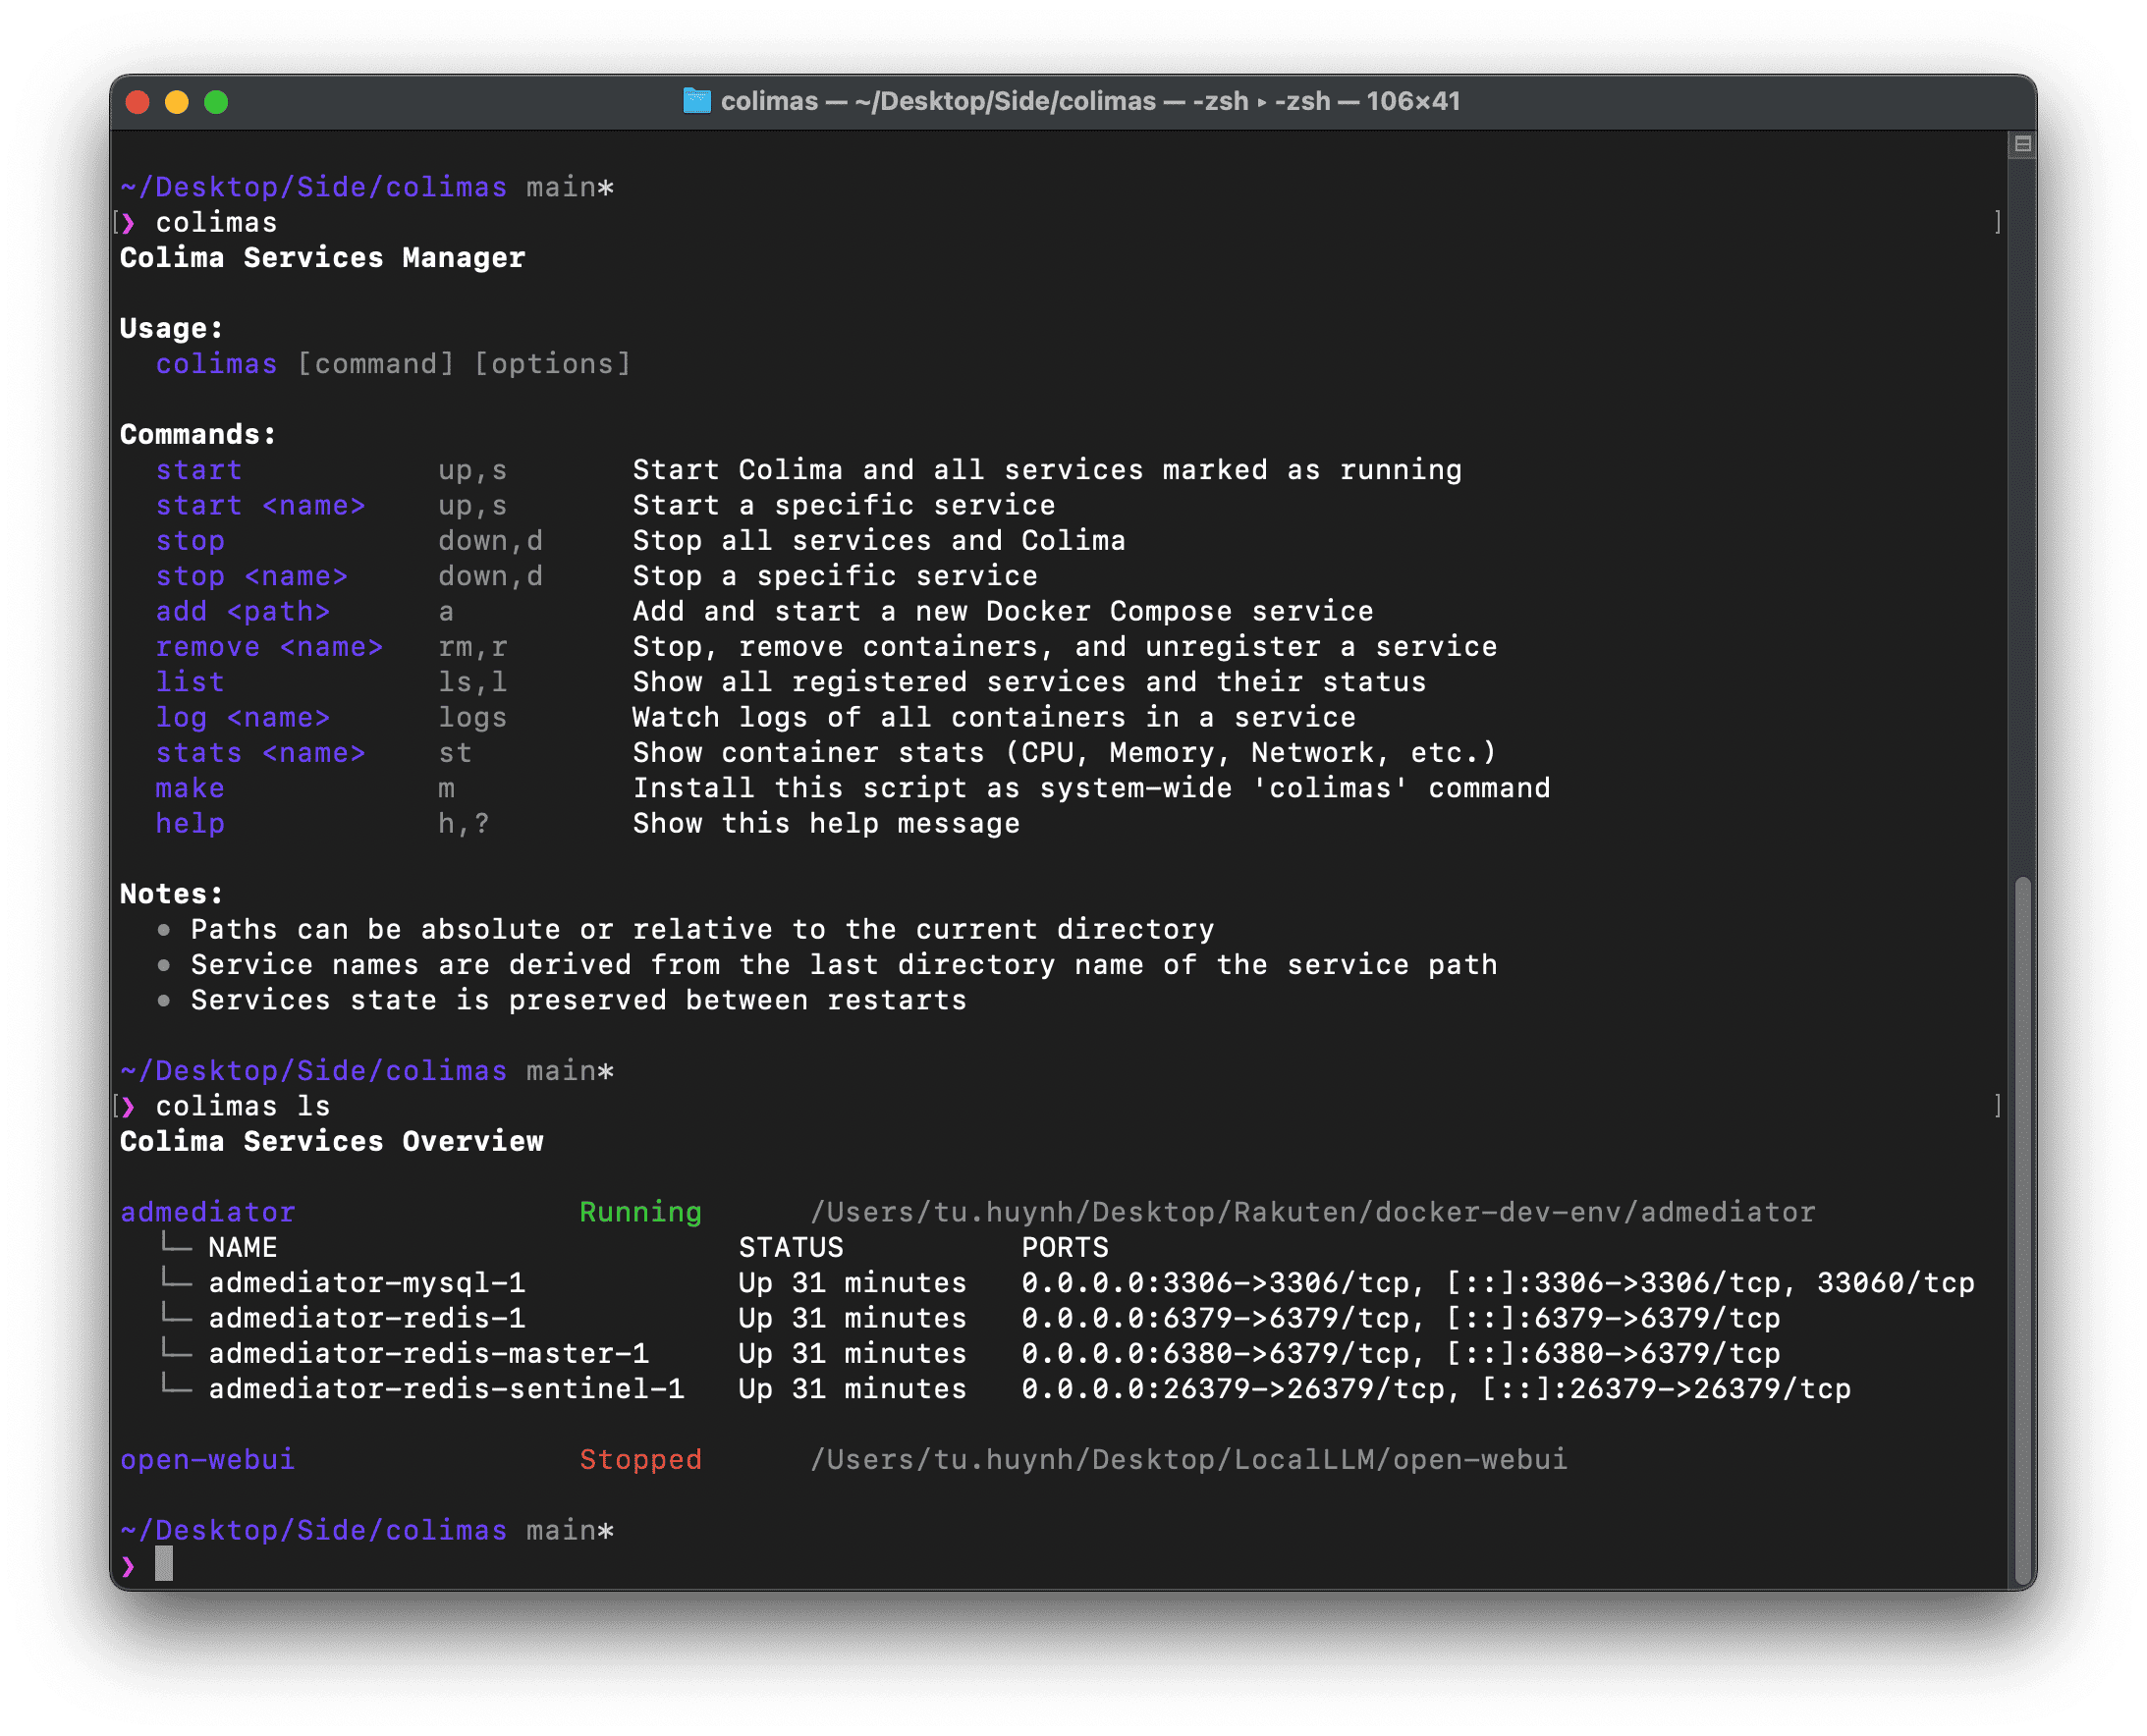 colimas — ~/Desktop/Side/colimas — -zsh ▸ -zsh — 106×41
~/Desktop/Side/colimas main*
[❯ colimas ]
Colima Services Manager
Usage:
colimas [command] [options]
Commands:
start up,s Start Colima and all services marked as running
start <name> up,s Start a specific service
stop down,d Stop all services and Colima
stop <name> down,d Stop a specific service
add <path> a Add and start a new Docker Compose service
remove <name> rm,r Stop, remove containers, and unregister a service
list ls,l Show all registered services and their status
log <name> logs Watch logs of all containers in a service
stats <name> st Show container stats (CPU, Memory, Network, etc.)
make m Install this script as system-wide 'colimas' command
help h,? Show this help message
Notes:
• Paths can be absolute or relative to the current directory
• Service names are derived from the last directory name of the service path
• Services state is preserved between restarts
~/Desktop/Side/colimas main*
[❯ colimas ls ]
Colima Services Overview
admediator Running /Users/tu.huynh/Desktop/Rakuten/docker-dev-env/admediator
└─ NAME STATUS PORTS
└─ admediator-mysql-1 Up 31 minutes 0.0.0.0:3306->3306/tcp, [::]:3306->3306/tcp, 33060/tcp
└─ admediator-redis-1 Up 31 minutes 0.0.0.0:6379->6379/tcp, [::]:6379->6379/tcp
└─ admediator-redis-master-1 Up 31 minutes 0.0.0.0:6380->6379/tcp, [::]:6380->6379/tcp
└─ admediator-redis-sentinel-1 Up 31 minutes 0.0.0.0:26379->26379/tcp, [::]:26379->26379/tcp
open-webui Stopped /Users/tu.huynh/Desktop/LocalLLM/open-webui
~/Desktop/Side/colimas main*
❯